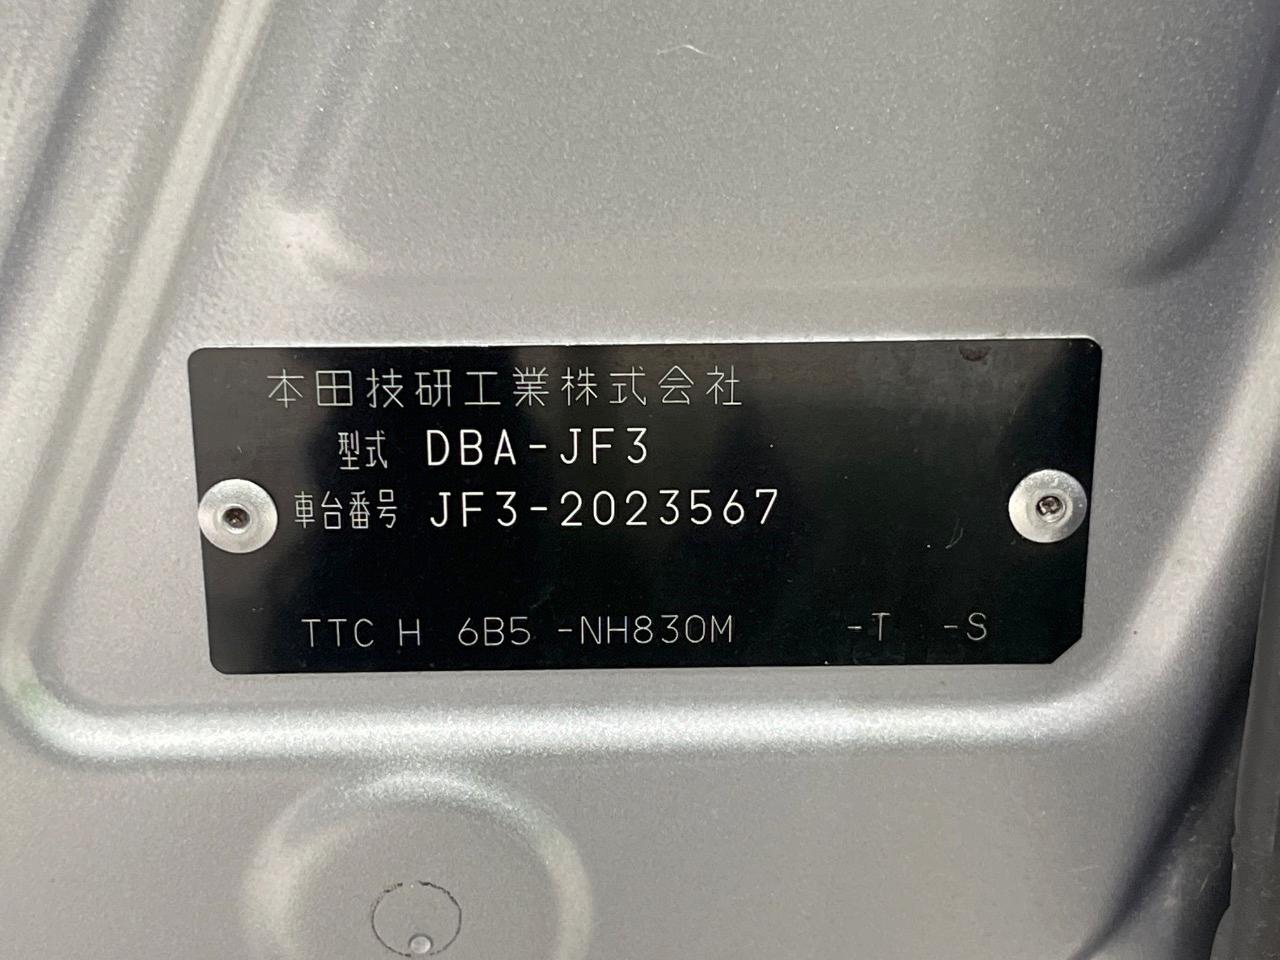 本田技研工業株式会社
型式 DBA-JF3
車台番号 JF3-2023567
TTC H 6B5 -NH830M -T -S